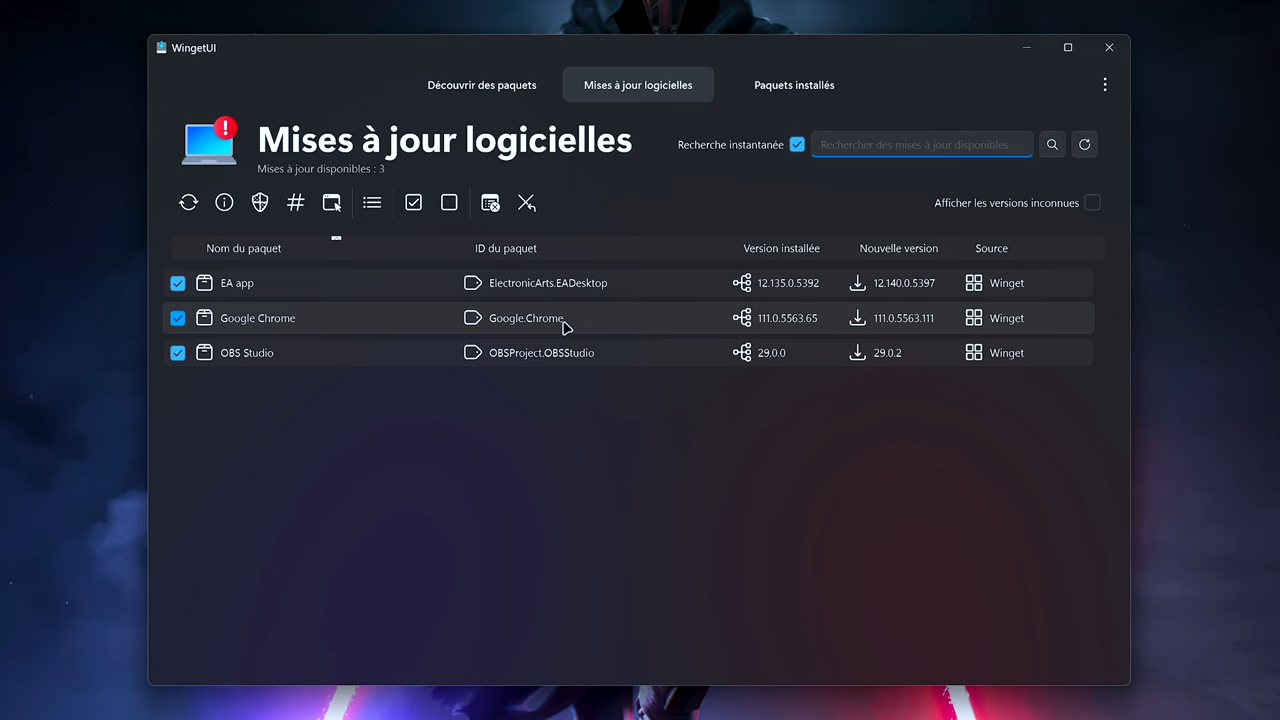 WingetUI
Découvrir des paquets Mises à jour logicielles Paquets installés
Mises à jour logicielles
Recherche instantanée Rechercher des mises à jour disponibles
Mises à jour disponibles : 3
Afficher les versions inconnues
Nom du paquet ID du paquet Version installée Nouvelle version Source
EA app ElectronicArts.EADesktop 12.135.0.5392 12.140.0.5397 Winget
Google Chrome Google.Chrome 111.0.5563.65 111.0.5563.111 Winget
OBS Studio OBSProject.OBSStudio 29.0.0 29.0.2 Winget